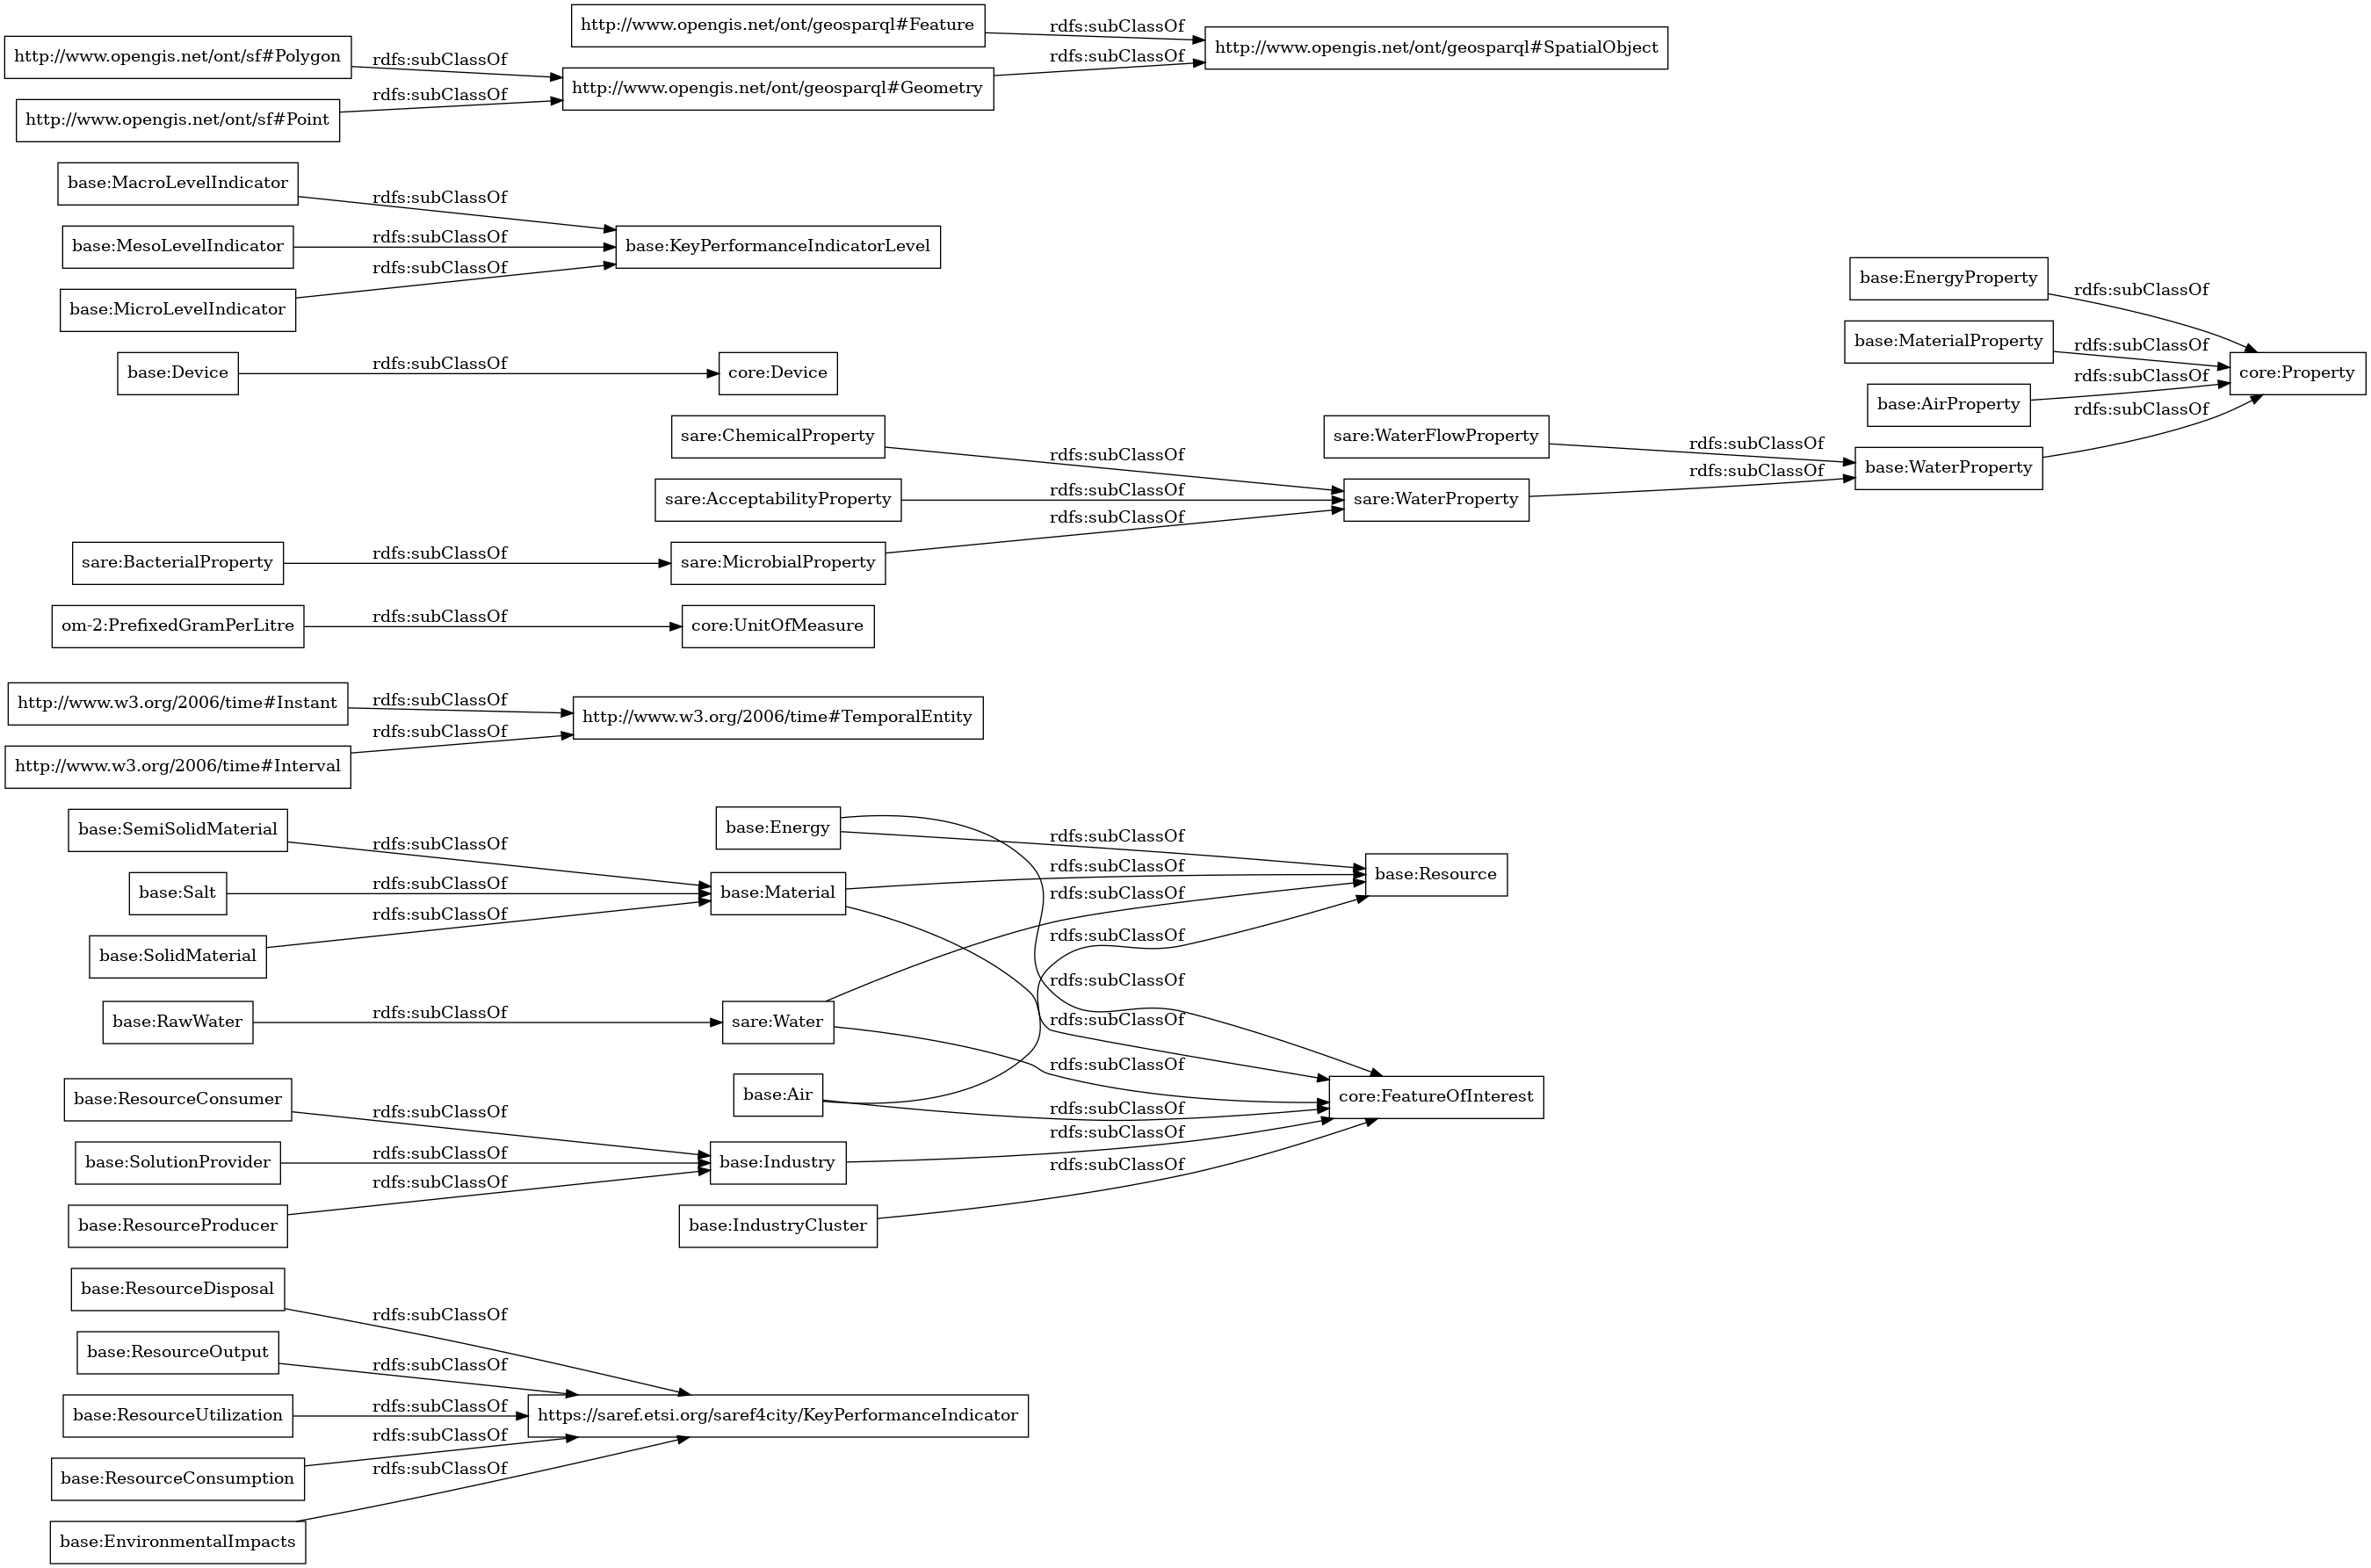 http://www.opengis.net/ont/geosparql#Feature
rdfs:subClassOf
http://www.opengis.net/ont/geosparql#SpatialObject
http://www.opengis.net/ont/sf#Polygon
rdfs:subClassOf
rdfs:subClassOf
http://www.opengis.net/ont/geosparql#Geometry
rdfs:subClassOf
http://www.opengis.net/ont/sf#Point
base:MacroLevelIndicator
rdfs:subClassOf
base:MesoLevelIndicator
rdfs:subClassOf
base:KeyPerformanceIndicatorLevel
rdfs:subClassOf
base:MicroLevelIndicator
base:EnergyProperty
rdfs:subClassOf
base:MaterialProperty
rdfs:subClassOf
base:Device
rdfs:subClassOf
core:Device
core:Property
rdfs:subClassOf
base:AirProperty
rdfs:subClassOf
sare:ChemicalProperty
rdfs:subClassOf
sare:WaterFlowProperty
rdfs:subClassOf
base:WaterProperty
rdfs:subClassOf
sare:AcceptabilityProperty
rdfs:subClassOf
sare:WaterProperty
rdfs:subClassOf
sare:BacterialProperty
rdfs:subClassOf
sare:MicrobialProperty
om-2:PrefixedGramPerLitre
rdfs:subClassOf
core:UnitOfMeasure
http://www.w3.org/2006/time#Instant
rdfs:subClassOf
http://www.w3.org/2006/time#TemporalEntity
rdfs:subClassOf
http://www.w3.org/2006/time#Interval
base:SemiSolidMaterial
rdfs:subClassOf
base:Energy
rdfs:subClassOf
rdfs:subClassOf
base:Resource
base:Salt
rdfs:subClassOf
base:Material
rdfs:subClassOf
rdfs:subClassOf
base:SolidMaterial
rdfs:subClassOf
rdfs:subClassOf
base:RawWater
rdfs:subClassOf
sare:Water
rdfs:subClassOf
rdfs:subClassOf
base:ResourceConsumer
rdfs:subClassOf
base:Air
rdfs:subClassOf
core:FeatureOfInterest
rdfs:subClassOf
base:SolutionProvider
rdfs:subClassOf
base:Industry
rdfs:subClassOf
rdfs:subClassOf
base:ResourceProducer
base:IndustryCluster
base:ResourceDisposal
rdfs:subClassOf
base:ResourceOutput
rdfs:subClassOf
base:ResourceUtilization
rdfs:subClassOf
https://saref.etsi.org/saref4city/KeyPerformanceIndicator
rdfs:subClassOf
base:ResourceConsumption
rdfs:subClassOf
base:EnvironmentalImpacts